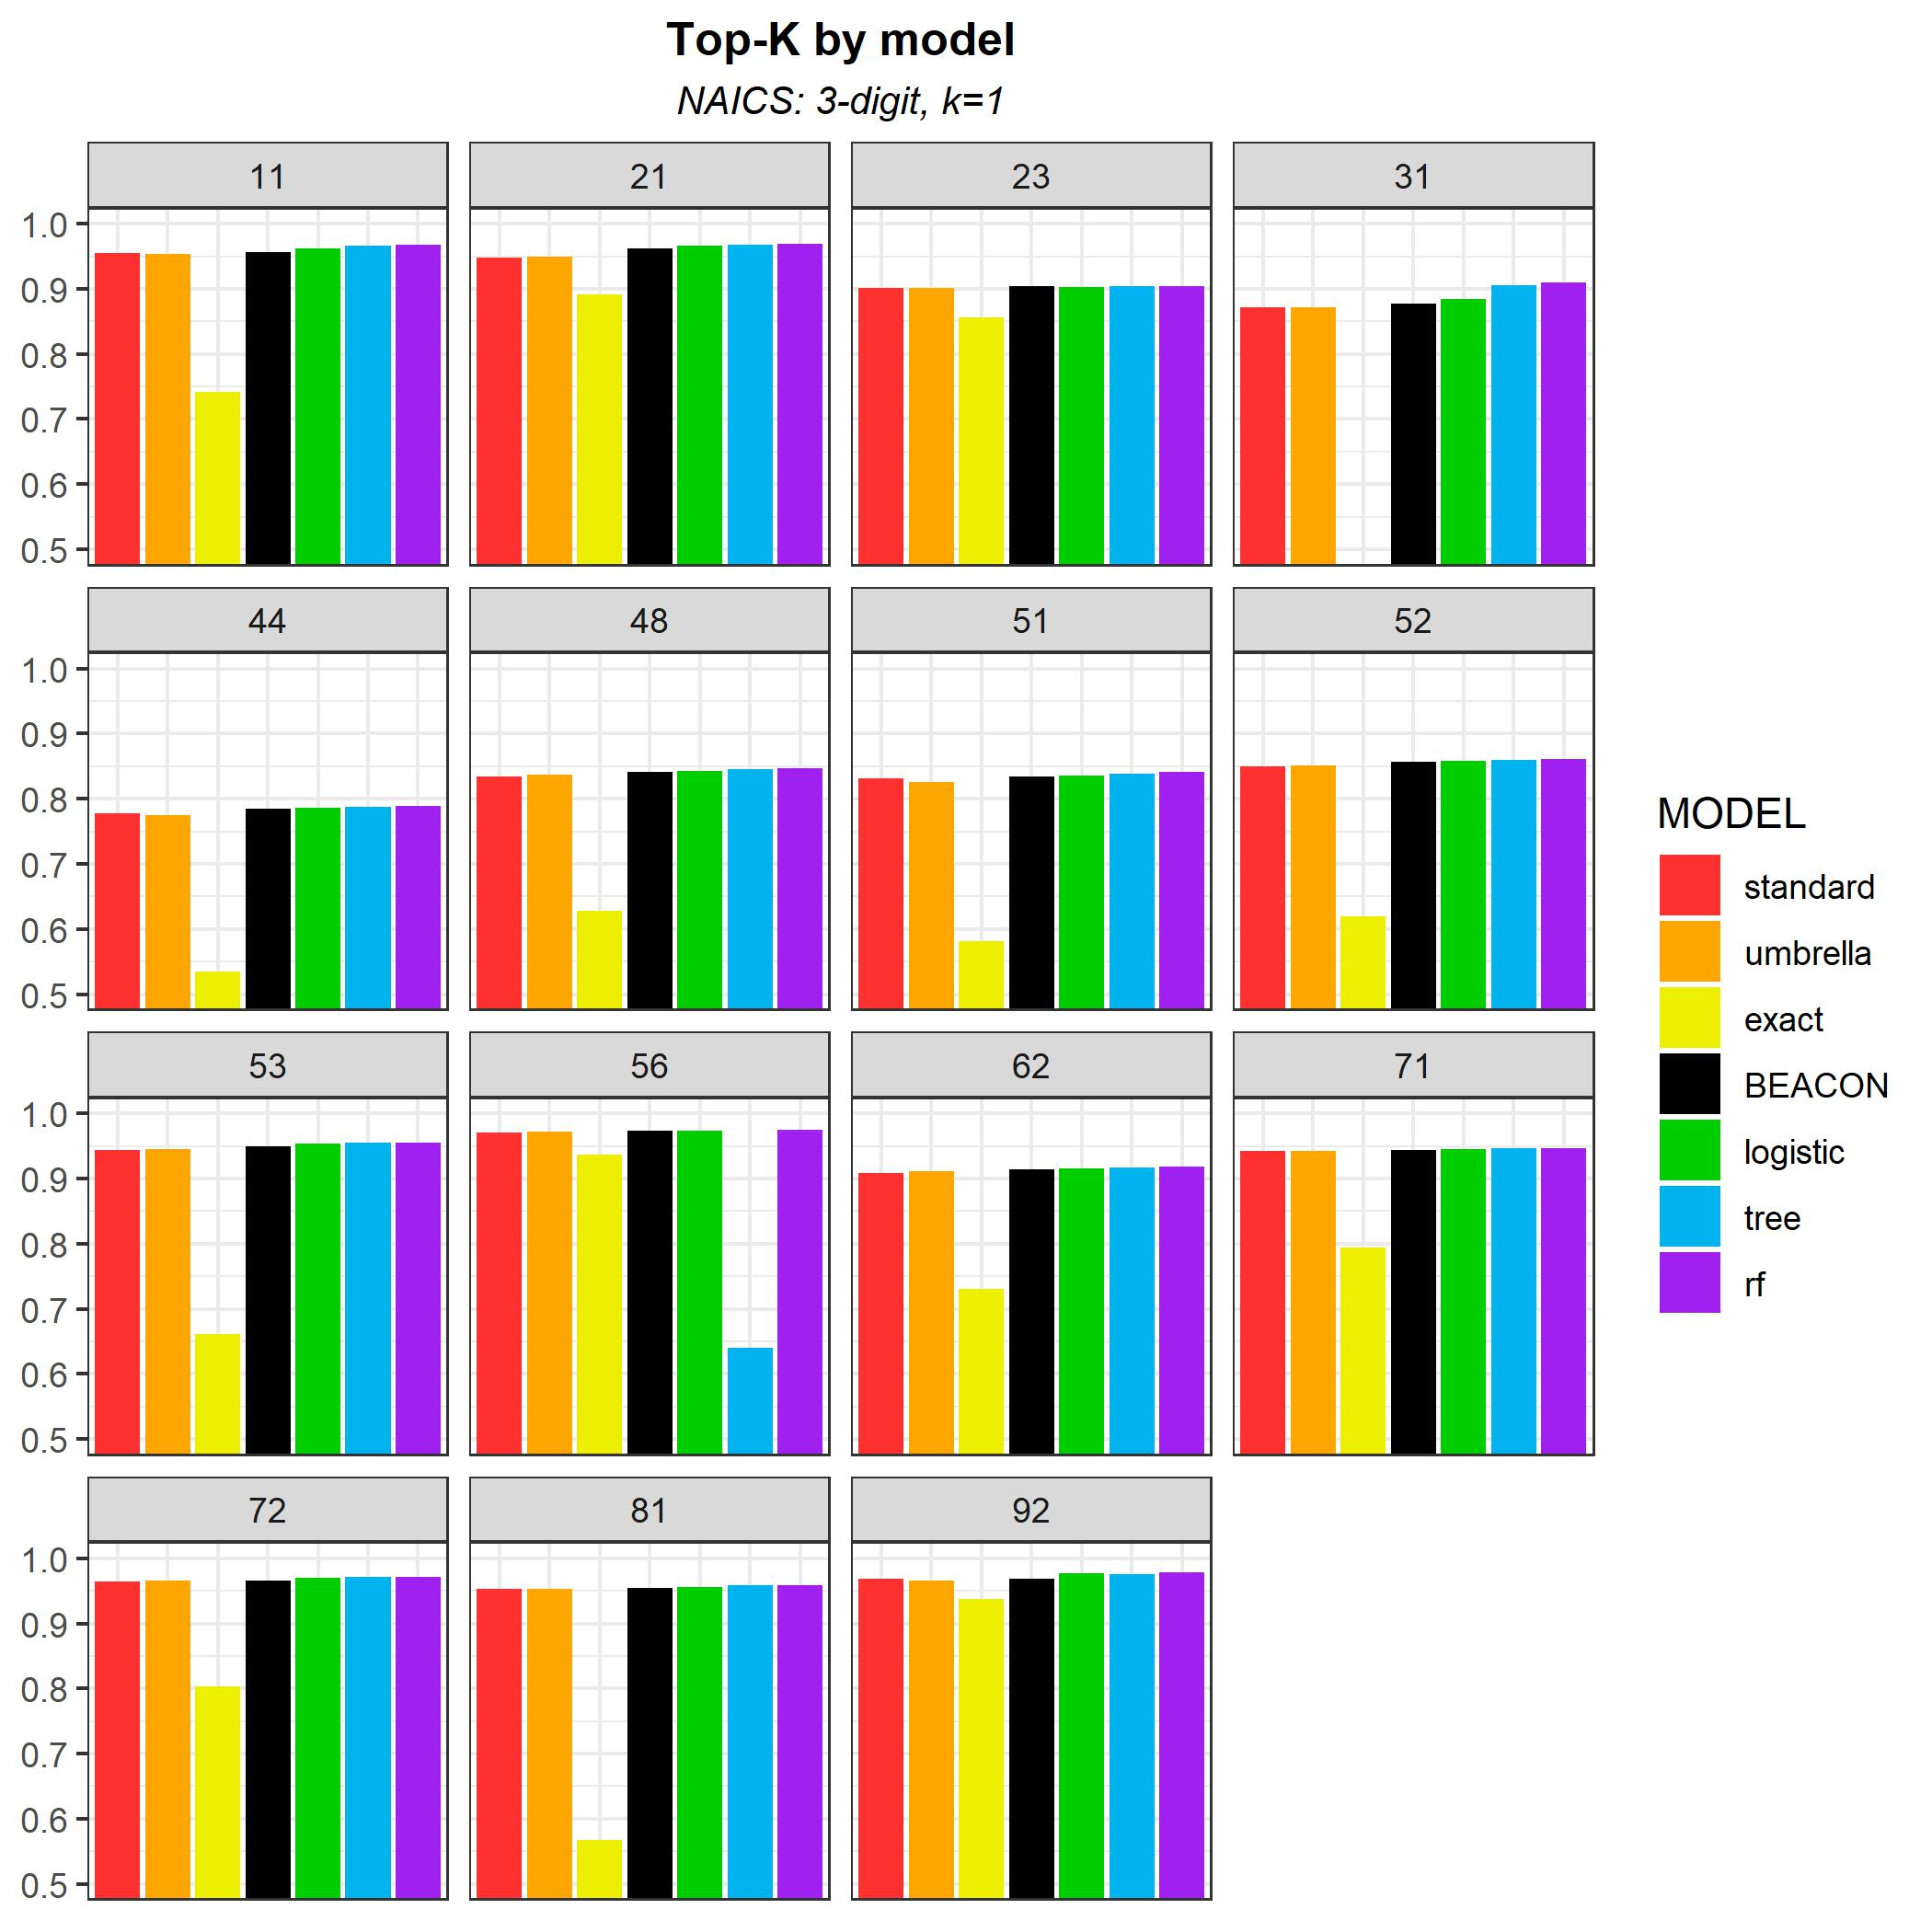 Top-K by model
NAICS: 3-digit, k=1
11 21 23 31
1.0
0.9
0.8
0.7
0.6
0.5
44 48 51 52
1.0
0.9
0.8
0.7
0.6
0.5
53 56 62 71
1.0
0.9
0.8
0.7
0.6
0.5
72 81 92
1.0
0.9
0.8
0.7
0.6
0.5
MODEL
standard
umbrella
exact
BEACON
logistic
tree
rf